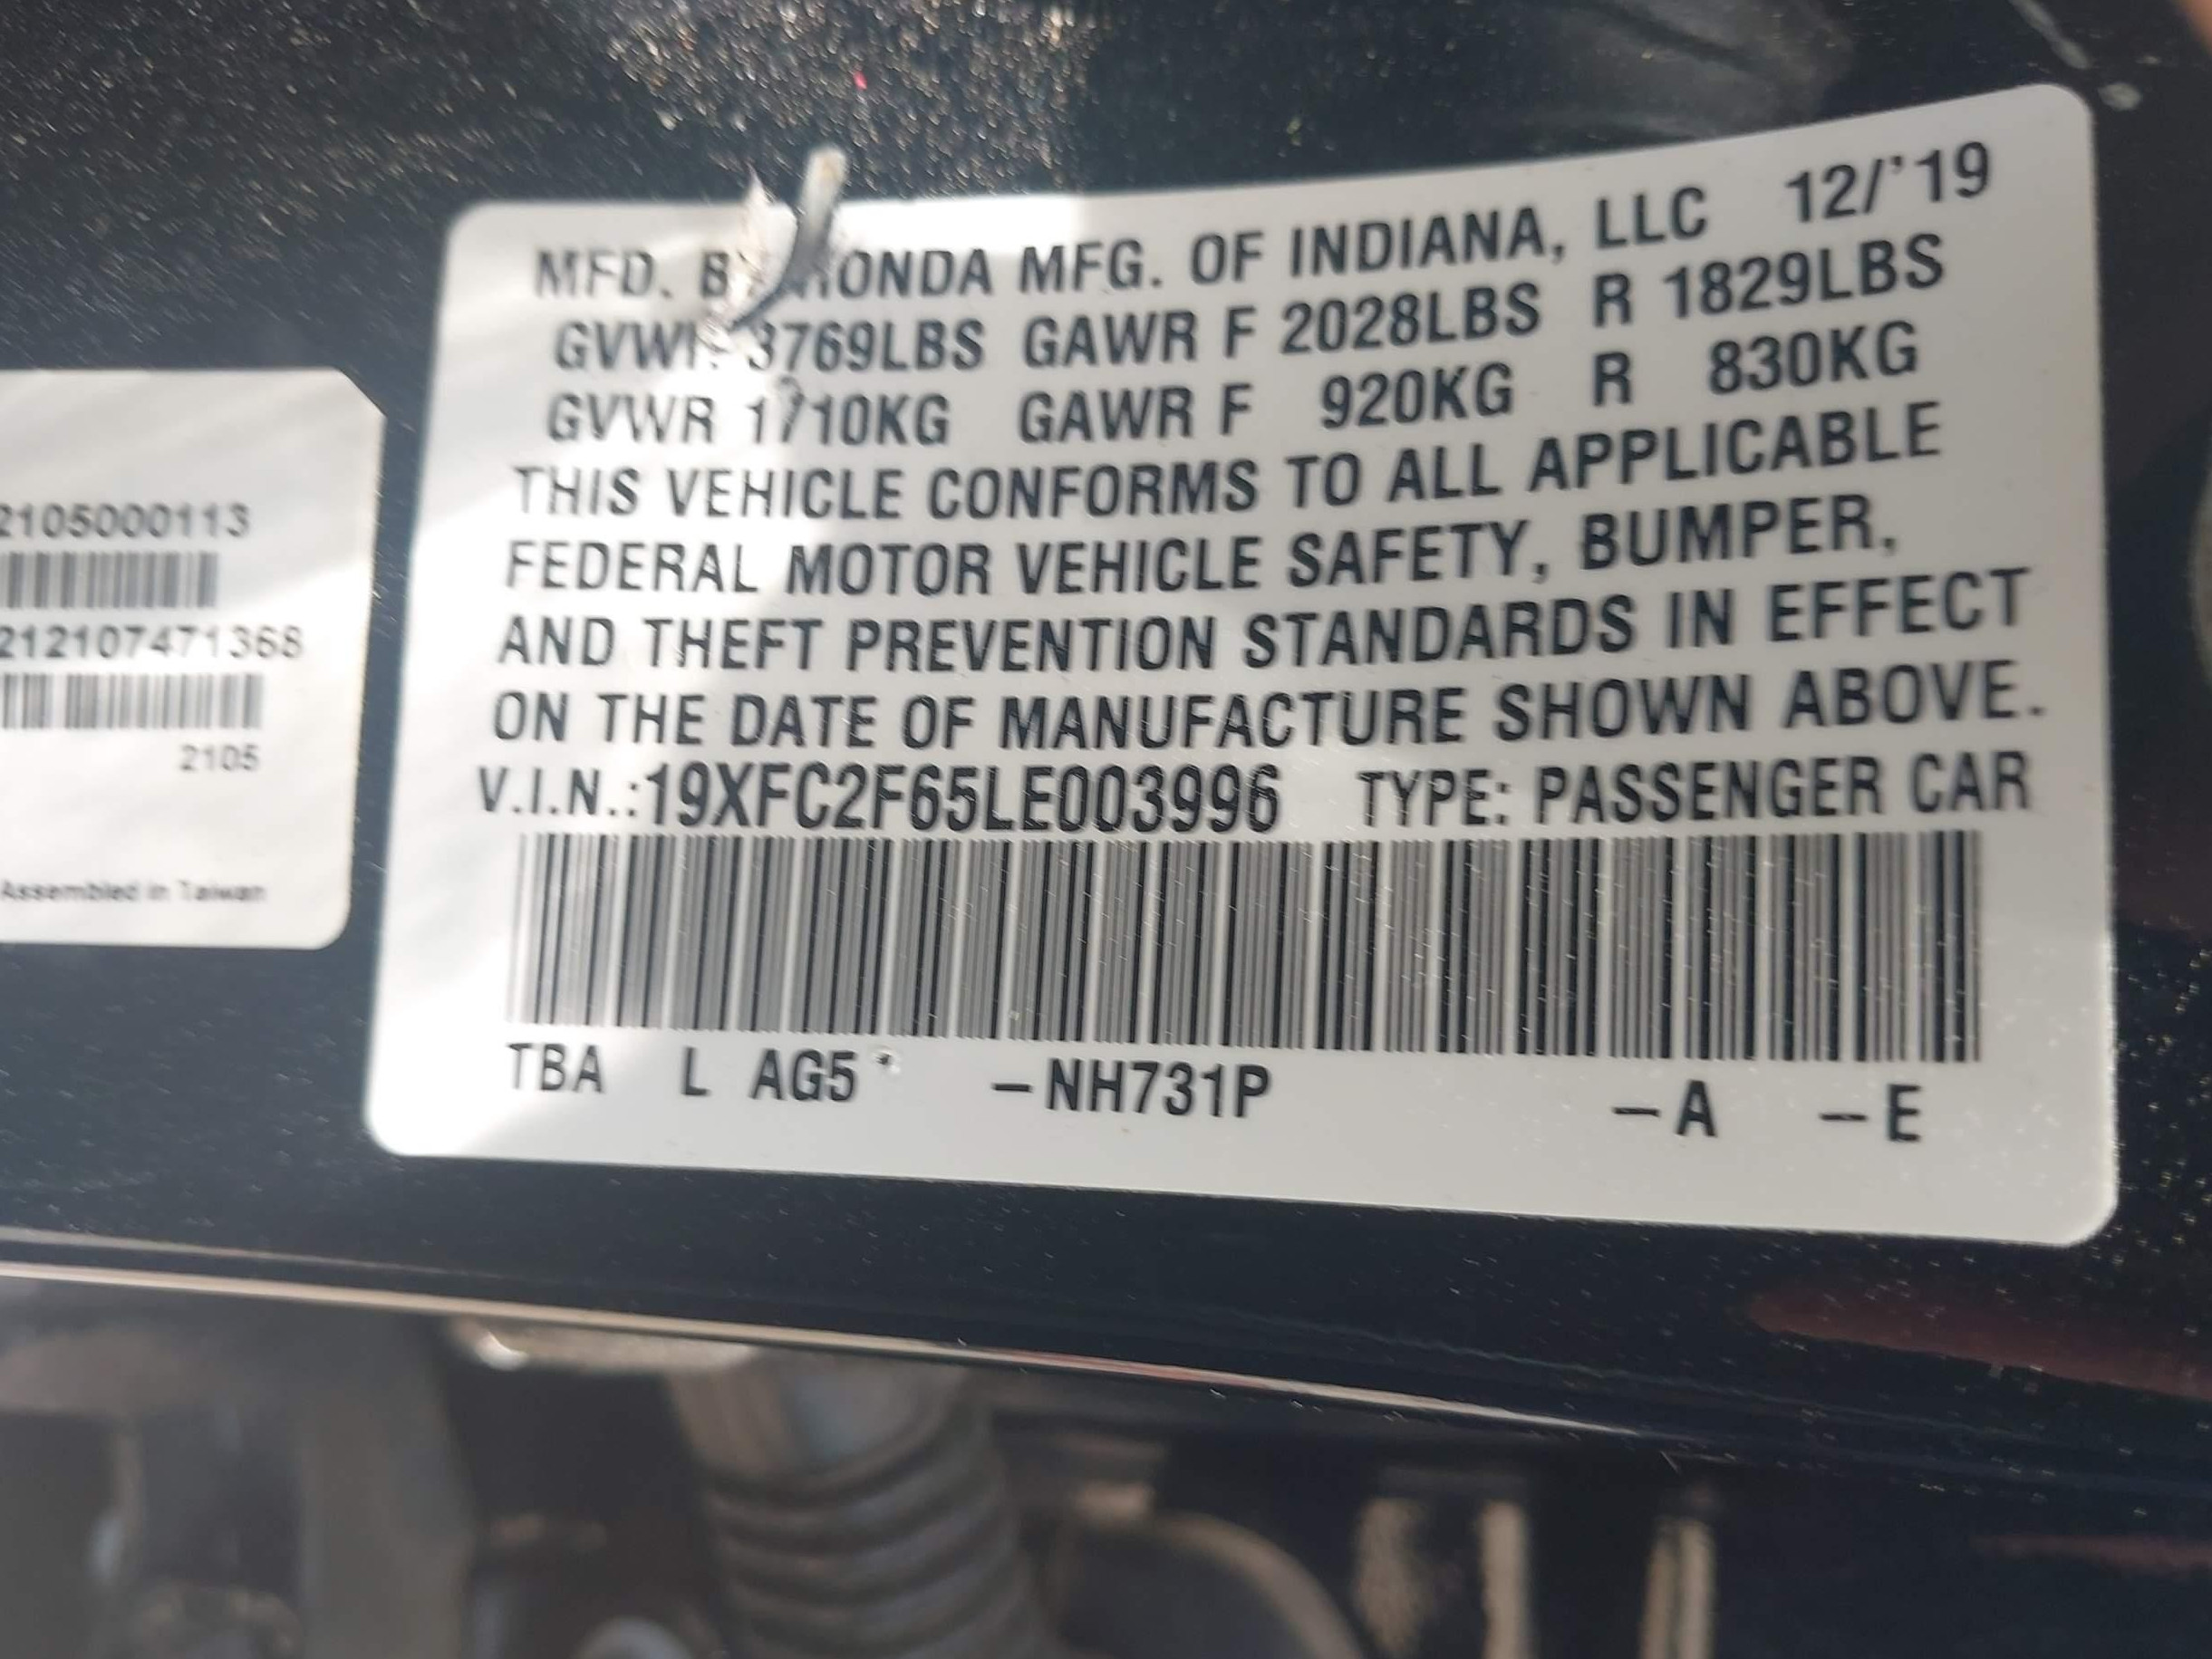 MFD. BY HONDA MFG. OF INDIANA, LLC 12/'19
GVWR 3769LBS GAWR F 2028LBS R 1829LBS
GVWR 1710KG GAWR F 920KG R 830KG
THIS VEHICLE CONFORMS TO ALL APPLICABLE
FEDERAL MOTOR VEHICLE SAFETY, BUMPER,
AND THEFT PREVENTION STANDARDS IN EFFECT
ON THE DATE OF MANUFACTURE SHOWN ABOVE.
V.I.N.:19XFC2F65LE003996 TYPE: PASSENGER CAR
TBA L AG5 -NH731P -A -E
2105000113
212107471368
2105
Assembled in Taiwan